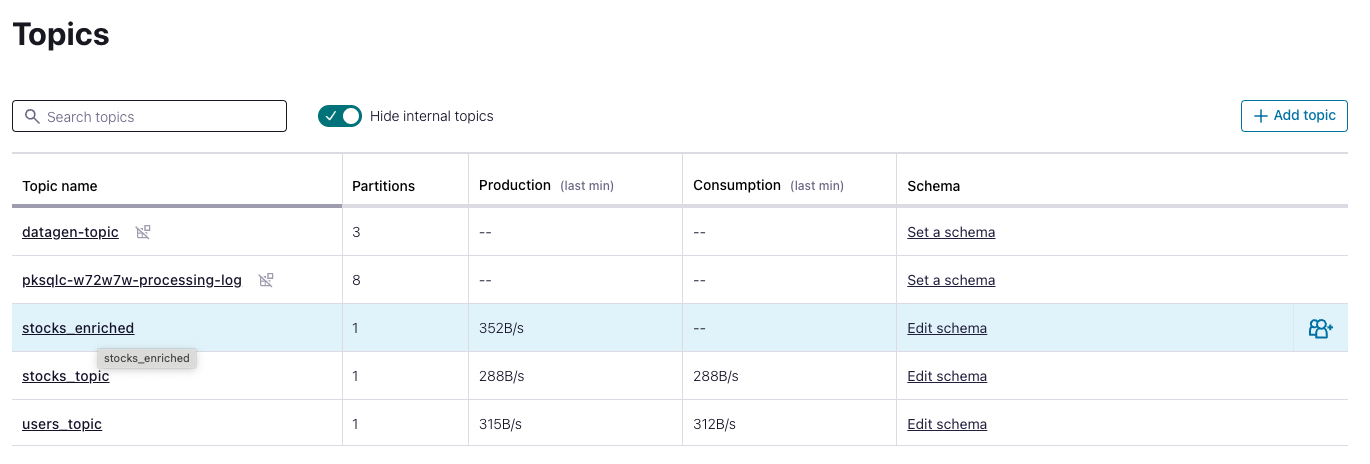 Topics
Search topics Hide internal topics Add topic
Topic name Partitions Production (last min) Consumption (last min) Schema
datagen-topic 3 -- -- Set a schema
pksqlc-w72w7w-processing-log 8 -- -- Set a schema
stocks_enriched 1 352B/s -- Edit schema
stocks_enriched
stocks_topic 1 288B/s 288B/s Edit schema
users_topic 1 315B/s 312B/s Edit schema